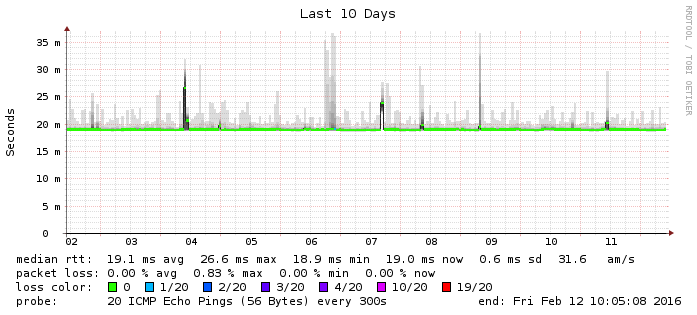 Last 10 Days
RRDTOOL / TOBI OETIKER
Seconds
35 m
30 m
25 m
20 m
15 m
10 m
5 m
0
02 03 04 05 06 07 08 09 10 11
median rtt: 19.1 ms avg 26.6 ms max 18.9 ms min 19.0 ms now 0.6 ms sd 31.6 am/s
packet loss: 0.00 % avg 0.83 % max 0.00 % min 0.00 % now
loss color: 0 1/20 2/20 3/20 4/20 10/20 19/20
probe: 20 ICMP Echo Pings (56 Bytes) every 300s end: Fri Feb 12 10:05:08 2016